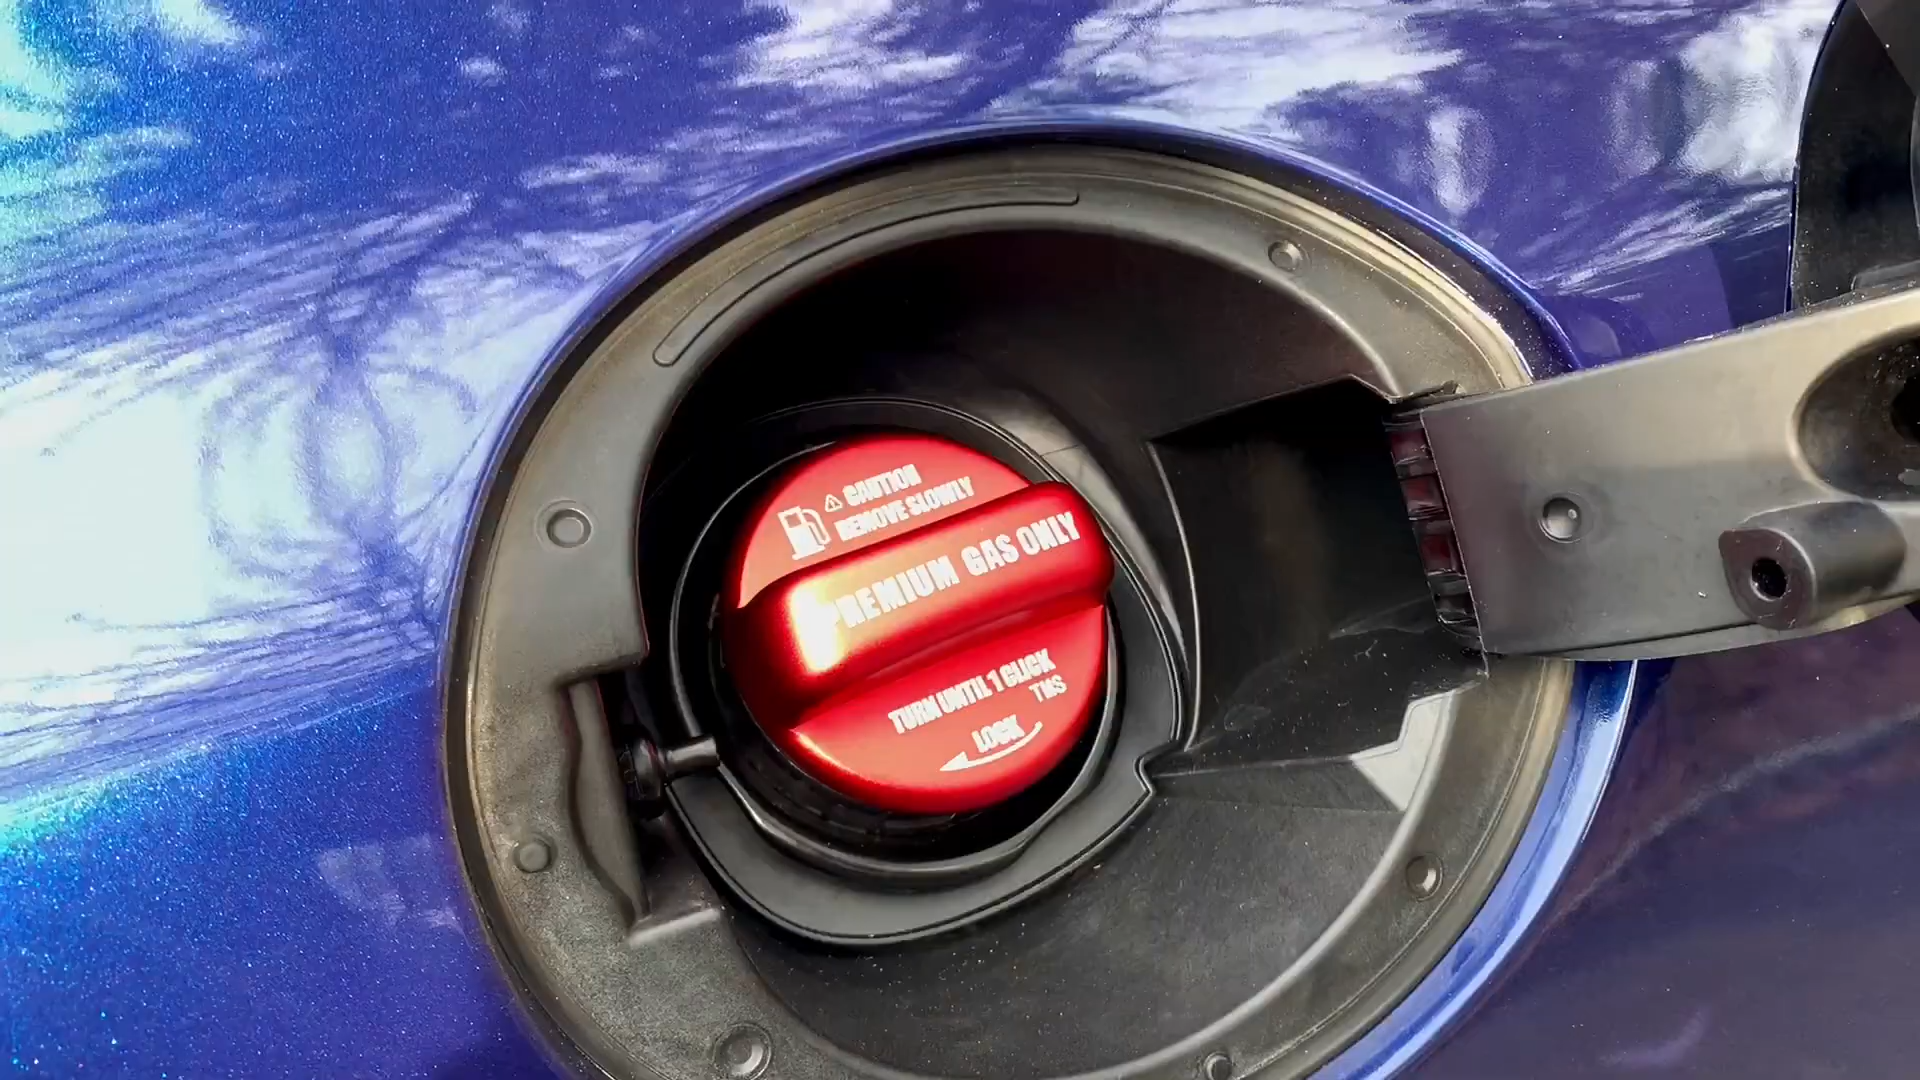 ⚠ CAUTION
REMOVE SLOWLY
PREMIUM GAS ONLY
TURN UNTIL 1 CLICK
TMS
LOCK